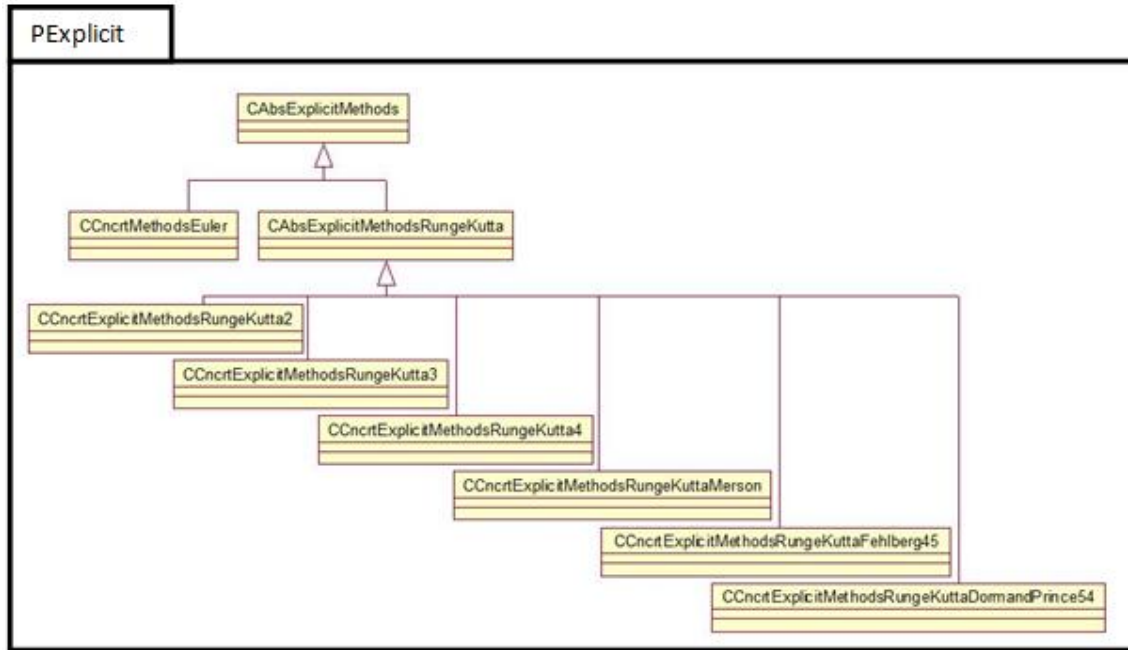 PExplicit
CAbsExplicitMethods
CCncrtMethodsEuler
CAbsExplicitMethodsRungeKutta
CCncrtExplicitMethodsRungeKutta2
CCncrtExplicitMethodsRungeKutta3
CCncrtExplicitMethodsRungeKutta4
CCncrtExplicitMethodsRungeKuttaMerson
CCncrtExplicitMethodsRungeKuttaFehlberg45
CCncrtExplicitMethodsRungeKuttaDormandPrince54